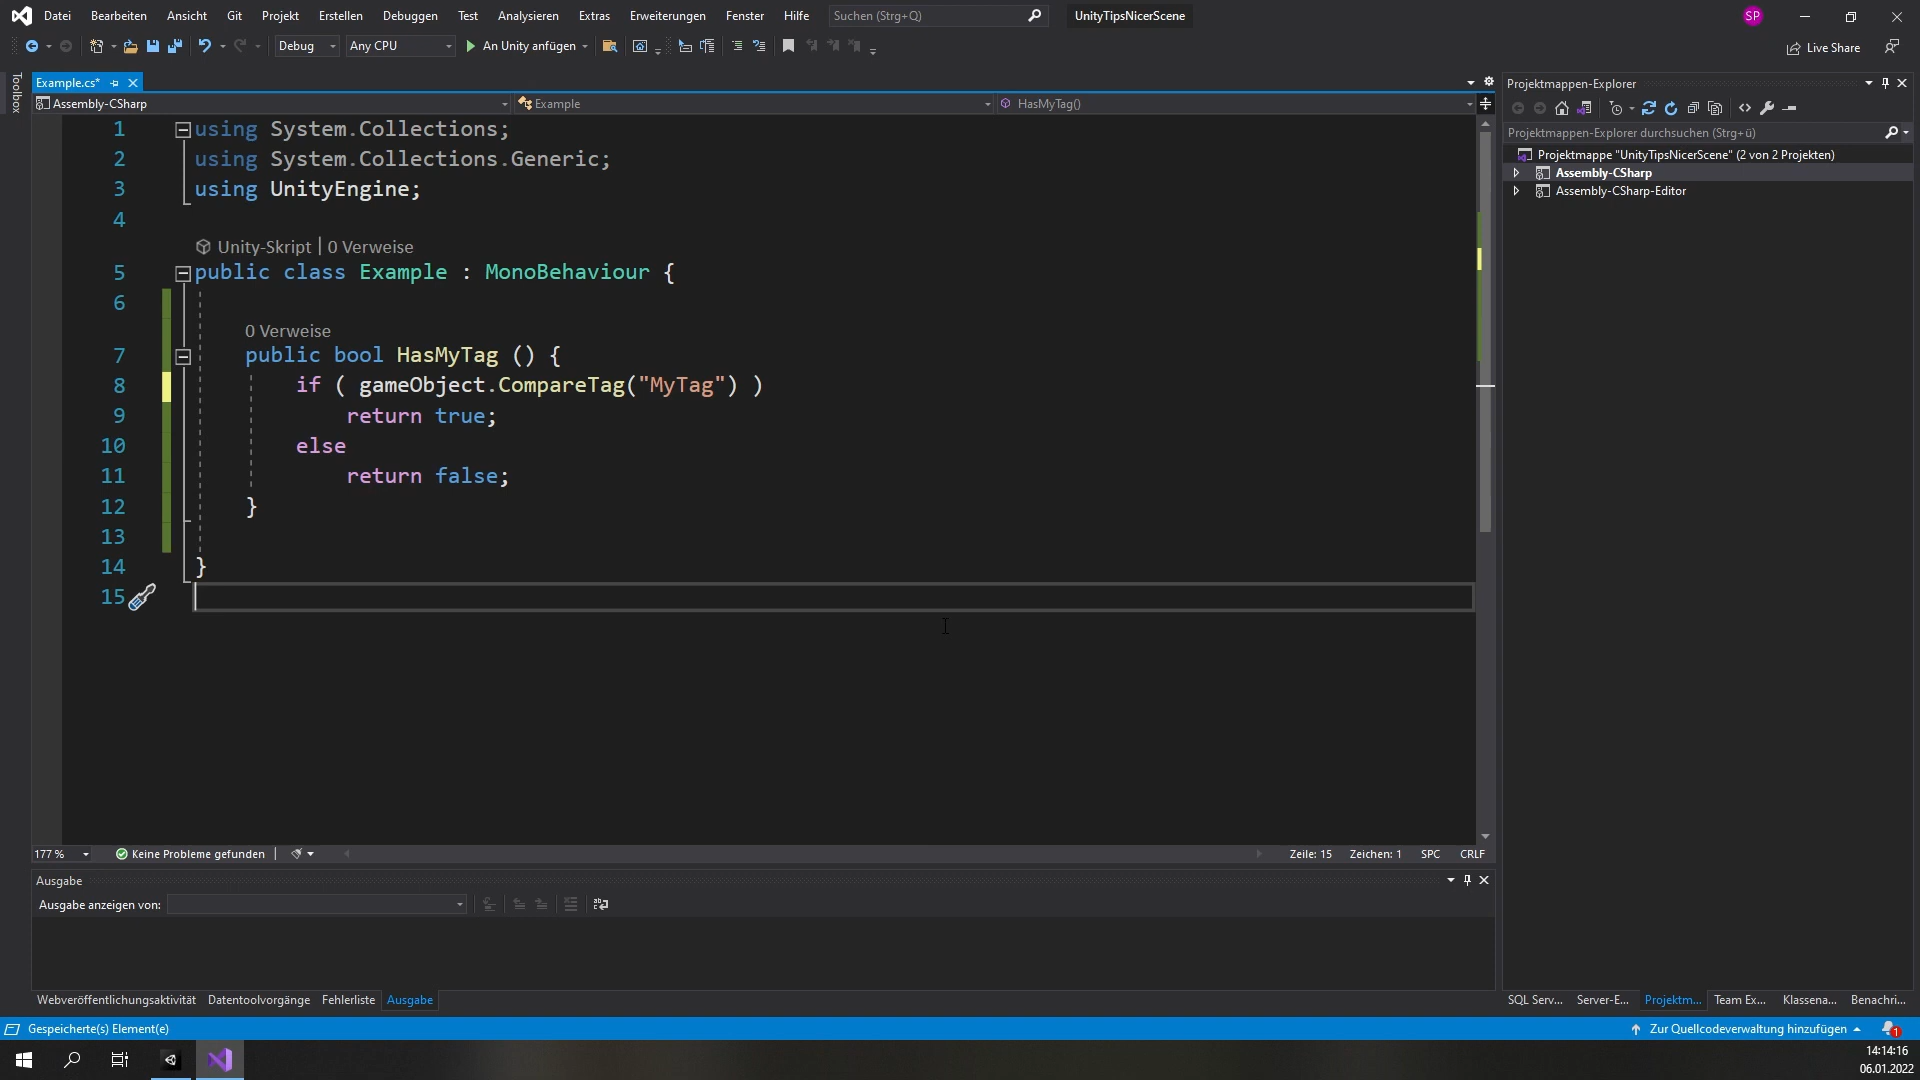 Datei Bearbeiten Ansicht Git Projekt Erstellen Debuggen Test Analysieren Extras Erweiterungen Fenster Hilfe Suchen (Strg+Q) UnityTipsNicerScene SP
Debug Any CPU An Unity anfügen Live Share
Toolbox
Example.cs*
Assembly-CSharp Example HasMyTag()
1 using System.Collections;
2 using System.Collections.Generic;
3 using UnityEngine;
4
Unity-Skript | 0 Verweise
5 public class Example : MonoBehaviour {
6
0 Verweise
7 public bool HasMyTag () {
8 if ( gameObject.CompareTag("MyTag") )
9 return true;
10 else
11 return false;
12 }
13
14 }
15
177 % Keine Probleme gefunden Zeile: 15 Zeichen: 1 SPC CRLF
Ausgabe
Ausgabe anzeigen von:
Webveröffentlichungsaktivität Datentoolvorgänge Fehlerliste Ausgabe
Projektmappen-Explorer
Projektmappen-Explorer durchsuchen (Strg+ü)
Projektmappe "UnityTipsNicerScene" (2 von 2 Projekten)
Assembly-CSharp
Assembly-CSharp-Editor
SQL Serv... Server-E... Projektm... Team Ex... Klassena... Benachri...
Gespeicherte(s) Element(e) Zur Quellcodeverwaltung hinzufügen 1
14:14:16
06.01.2022